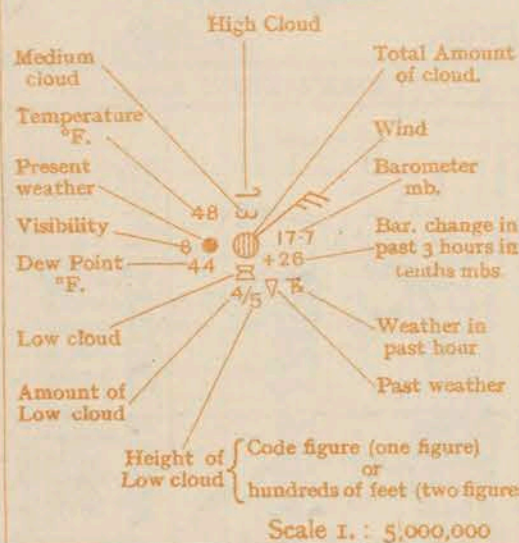 High Cloud
Medium
cloud
Total Amount
of cloud.
Temperature
°F.
Wind
Present
weather
Barometer
mb.
48
Visibility
8
17·7
Bar. change in
past 3 hours in
tenths mbs.
Dew Point
°F.
44
+26
4/5
Low cloud
Weather in
past hour
Amount of
Low cloud
Past weather
Height of
Low cloud
Code figure (one figure)
or
hundreds of feet (two figure
Scale 1. : 5,000,000